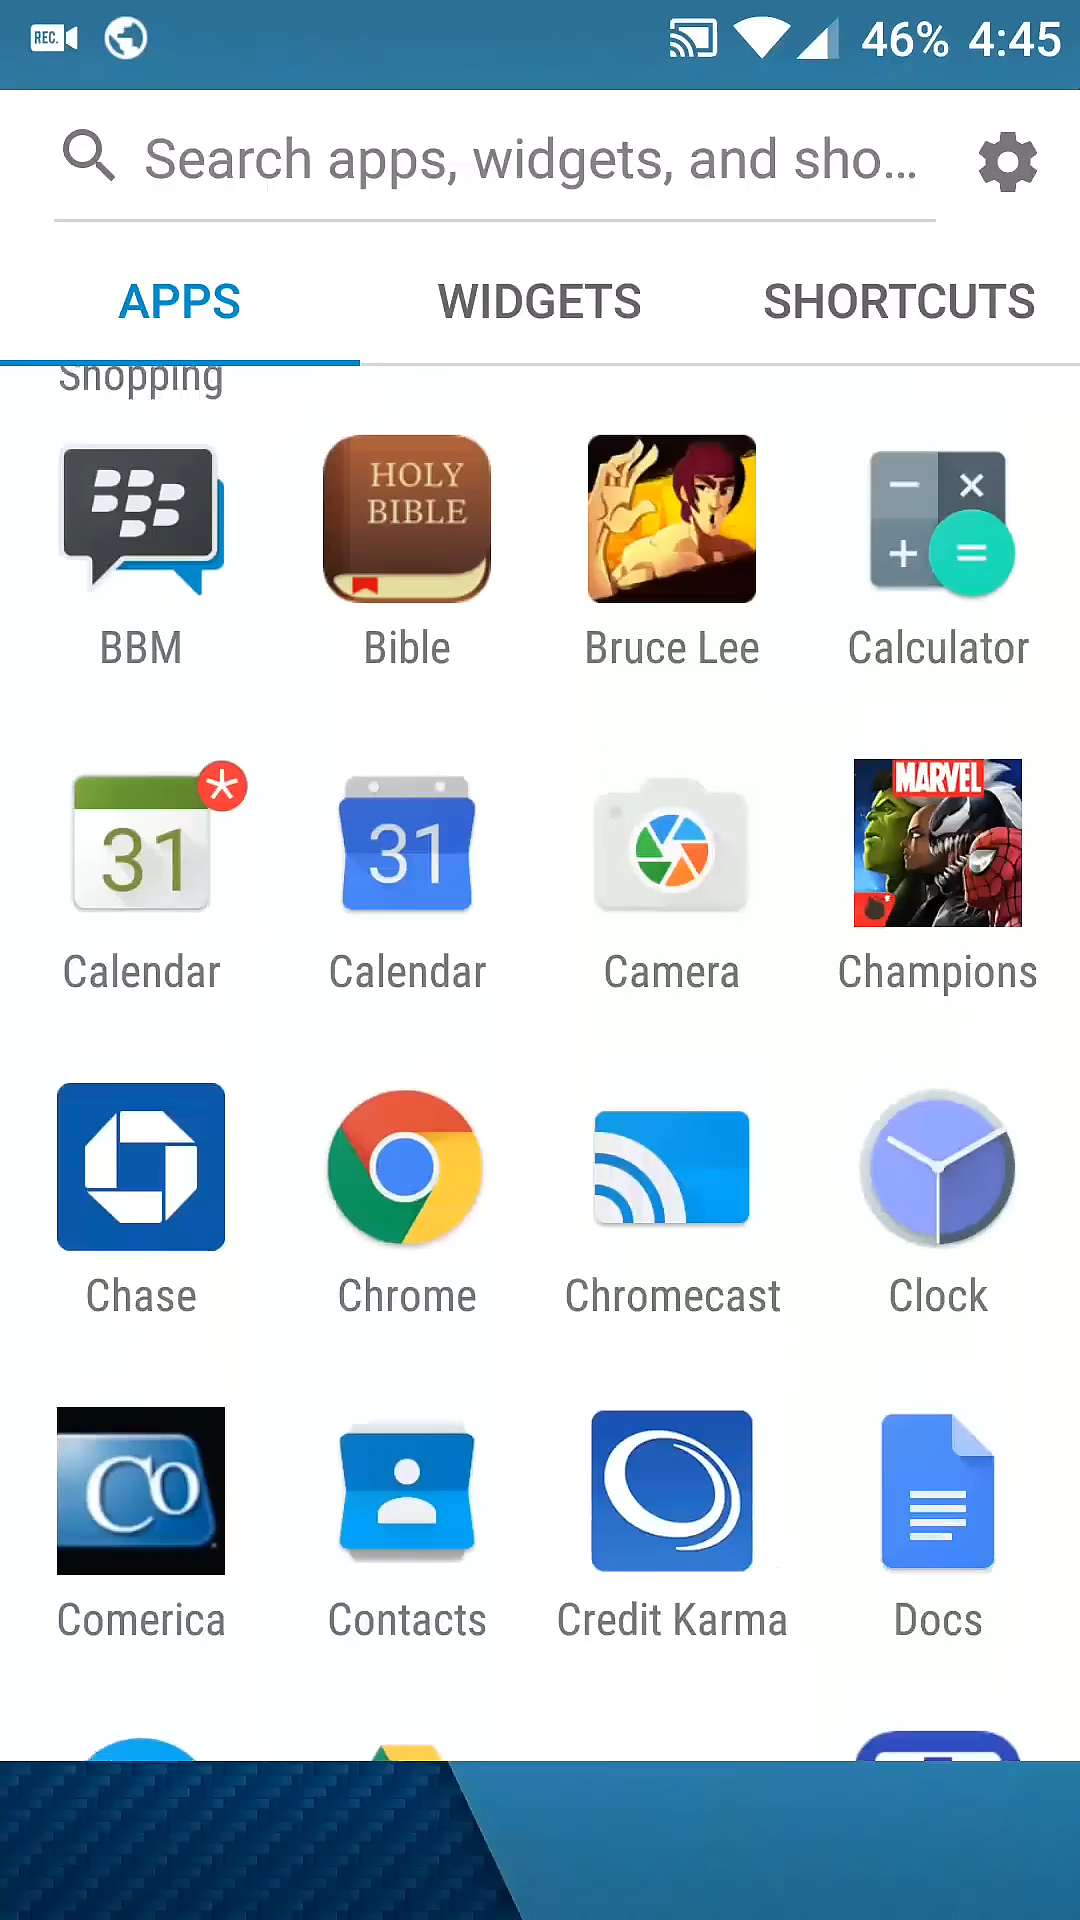 REC.
46% 4:45
Search apps, widgets, and sho...
APPS WIDGETS SHORTCUTS
Shopping
HOLY
BIBLE
BBM Bible Bruce Lee Calculator
MARVEL
31 31
Calendar Calendar Camera Champions
Chase Chrome Chromecast Clock
Co
Comerica Contacts Credit Karma Docs